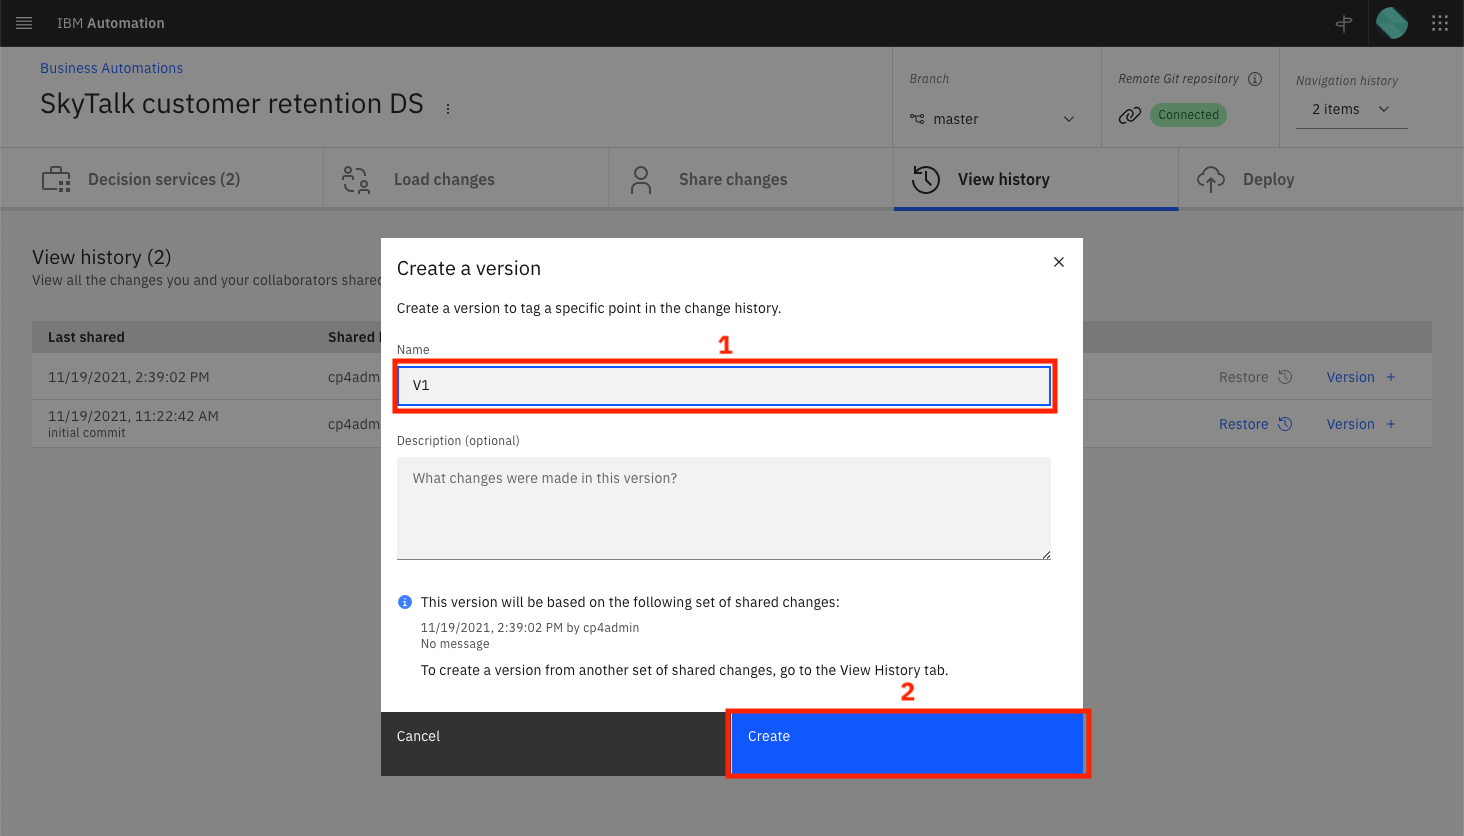 IBM Automation
Business Automations
SkyTalk customer retention DS
Branch
master
Remote Git repository
Connected
Navigation history
2 items
Decision services (2)
Load changes
Share changes
View history
Deploy
View history (2)
View all the changes you and your collaborators shared
Last shared
Shared
11/19/2021, 2:39:02 PM
cp4adm
Restore
Version +
11/19/2021, 11:22:42 AM
initial commit
cp4adm
Restore
Version +
Create a version
Create a version to tag a specific point in the change history.
1
Name
V1
Description (optional)
What changes were made in this version?
This version will be based on the following set of shared changes:
11/19/2021, 2:39:02 PM by cp4admin
No message
To create a version from another set of shared changes, go to the View History tab.
2
Cancel
Create